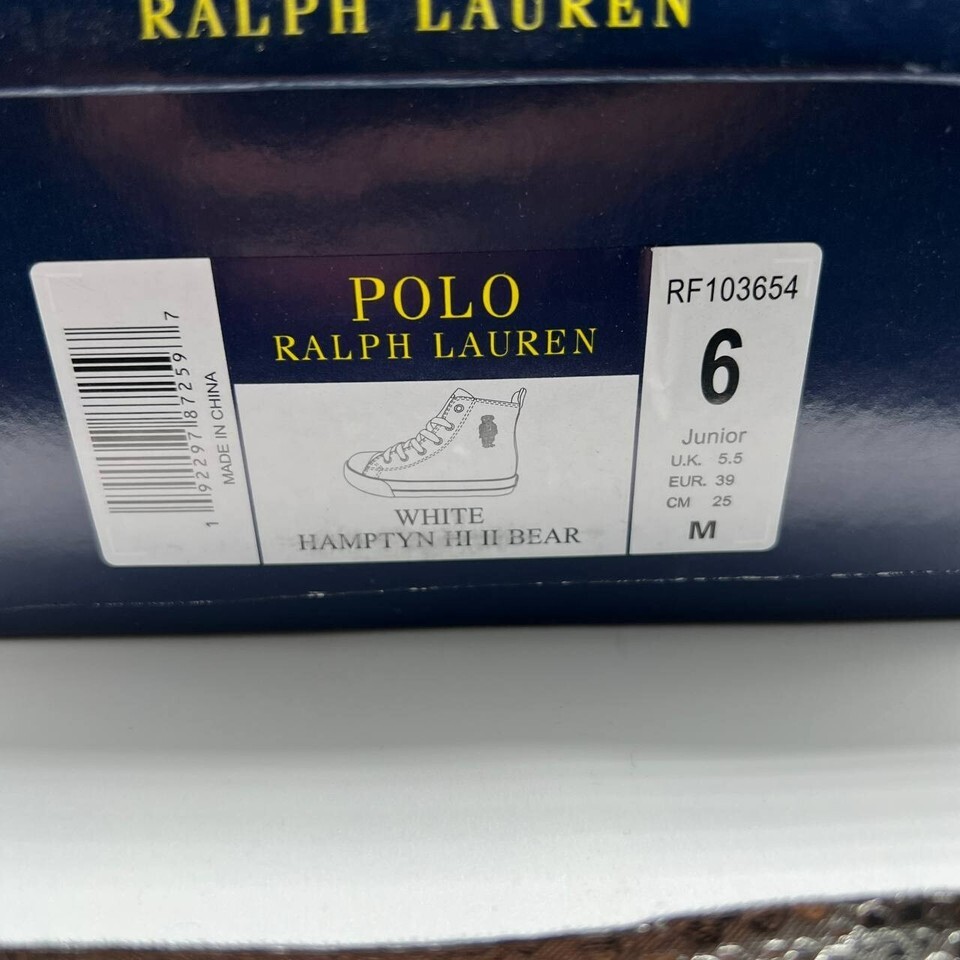 RALPH LAUREN
1 92297 87259 7
MADE IN CHINA
POLO
RALPH LAUREN
WHITE
HAMPTYN HI II BEAR
RF103654
6
Junior
U.K. 5.5
EUR. 39
CM 25
M